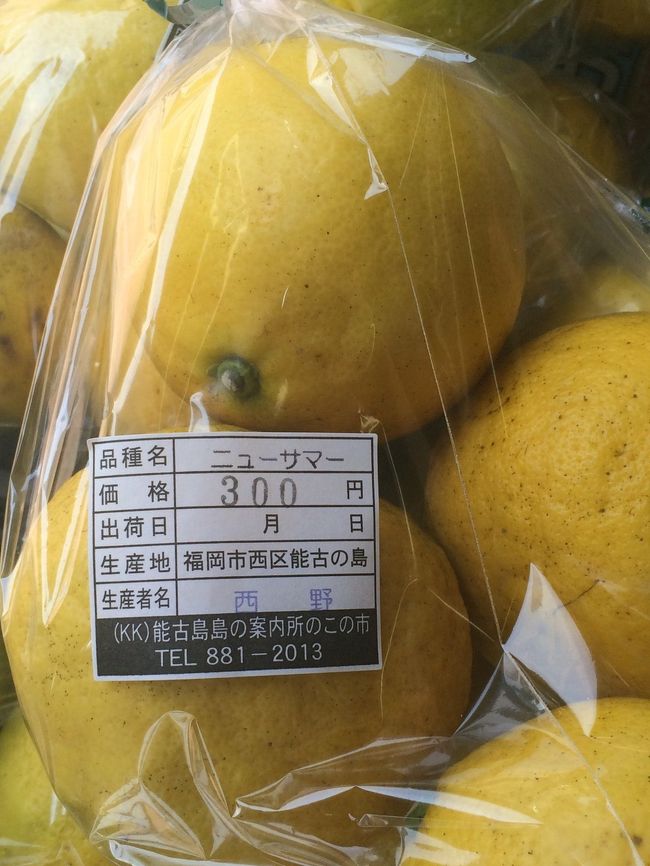 品種名 ニューサマー
価格 300 円
出荷日 月 日
生産地 福岡市西区能古の島
生産者名 西野
(KK)能古島島の案内所のこの市
TEL 881-2013